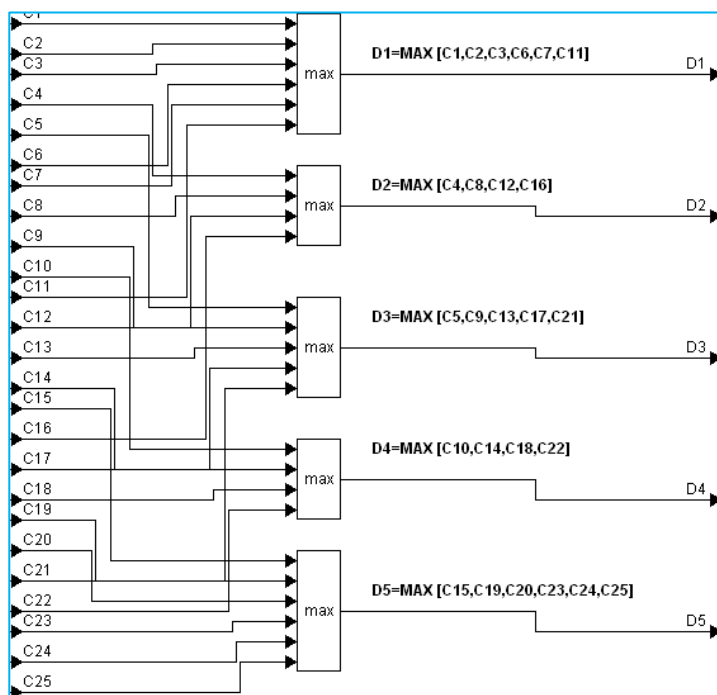 C1
C2
C3
C4
C5
C6
C7
C8
C9
C10
C11
C12
C13
C14
C15
C16
C17
C18
C19
C20
C21
C22
C23
C24
C25
max
max
max
max
max
D1=MAX [C1,C2,C3,C6,C7,C11]
D1
D2=MAX [C4,C8,C12,C16]
D2
D3=MAX [C5,C9,C13,C17,C21]
D3
D4=MAX [C10,C14,C18,C22]
D4
D5=MAX [C15,C19,C20,C23,C24,C25]
D5